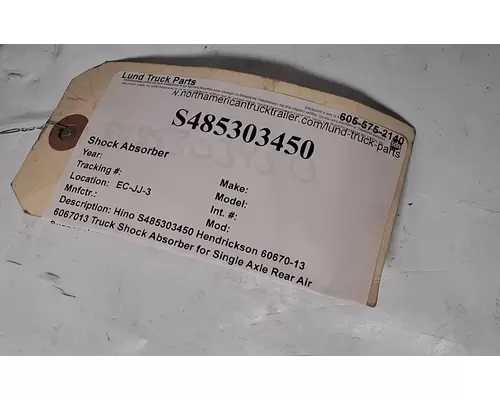 Lund Truck Parts
605-575-2140
w.northamericantrucktrailer.com/lund-truck-parts
S485303450
Shock Absorber
Year:
Make:
Tracking #:
Model:
Location: EC-JJ-3
Int. #:
Mnfctr.:
Mod:
Description: Hino S485303450 Hendrickson 60670-13
6067013 Truck Shock Absorber for Single Axle Rear Air